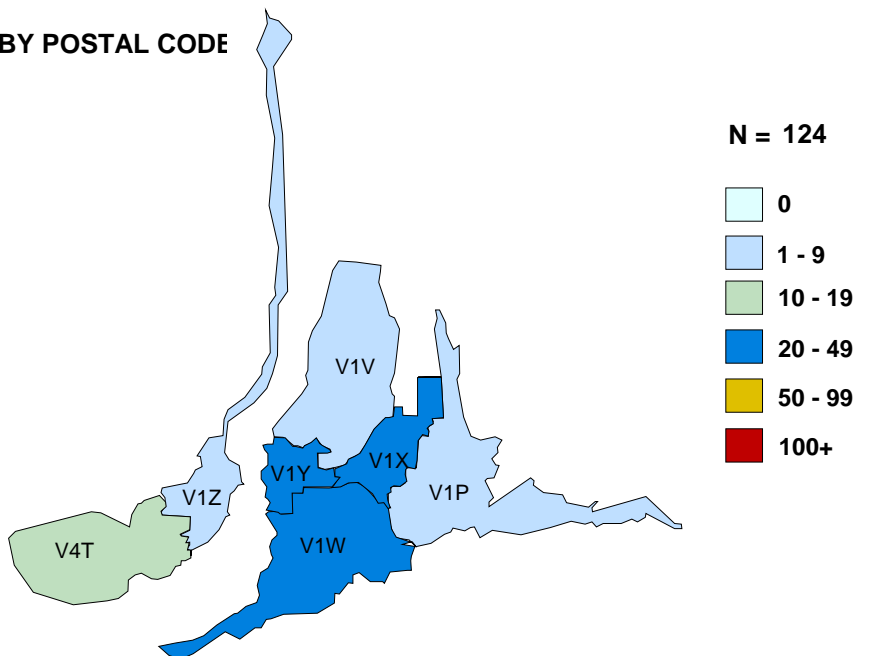 BY POSTAL CODE
N = 124
0
1 - 9
10 - 19
20 - 49
50 - 99
100+
V1V
V1X
V1Y
V1P
V1Z
V1W
V4T